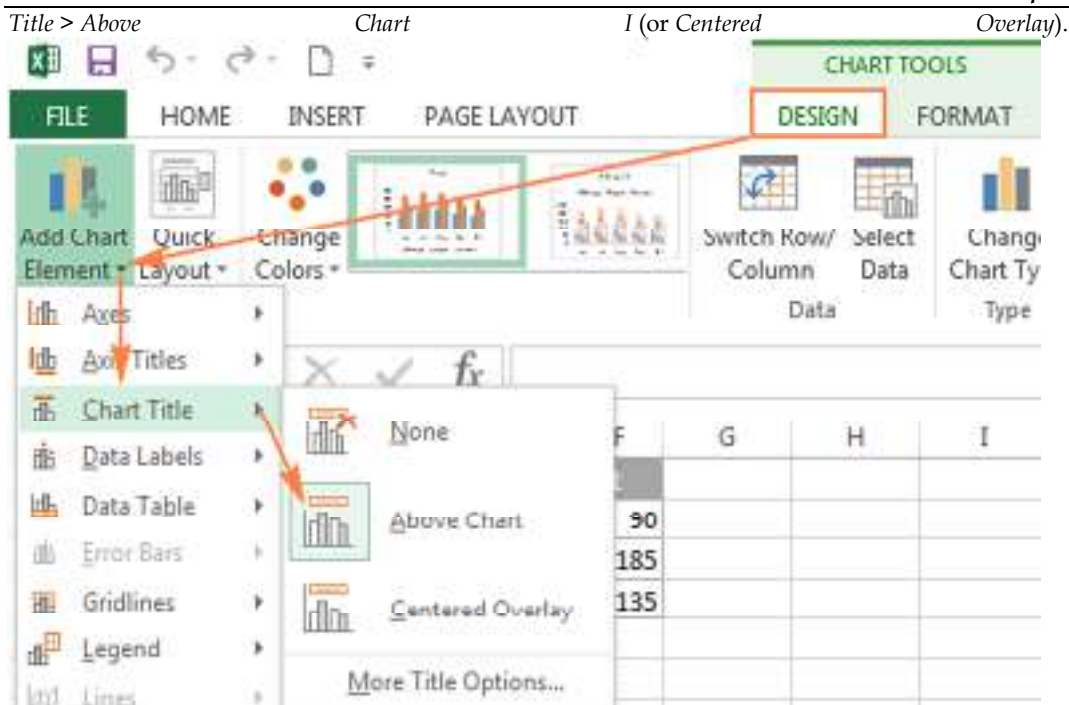 Title > Above Chart I (or Centered Overlay).
CHART TOOLS
FILE HOME INSERT PAGE LAYOUT DESIGN FORMAT
Add Chart Element
Quick Layout
Change Colors
Switch Row/ Column
Select Data
Chang
Chart Ty
Data
Type
Axes
Axis Titles
fx
Chart Title
Data Labels
Data Table
Error Bars
Gridlines
Legend
Lines
None
Above Chart
Centered Overlay
More Title Options...
F G H I
90
185
135